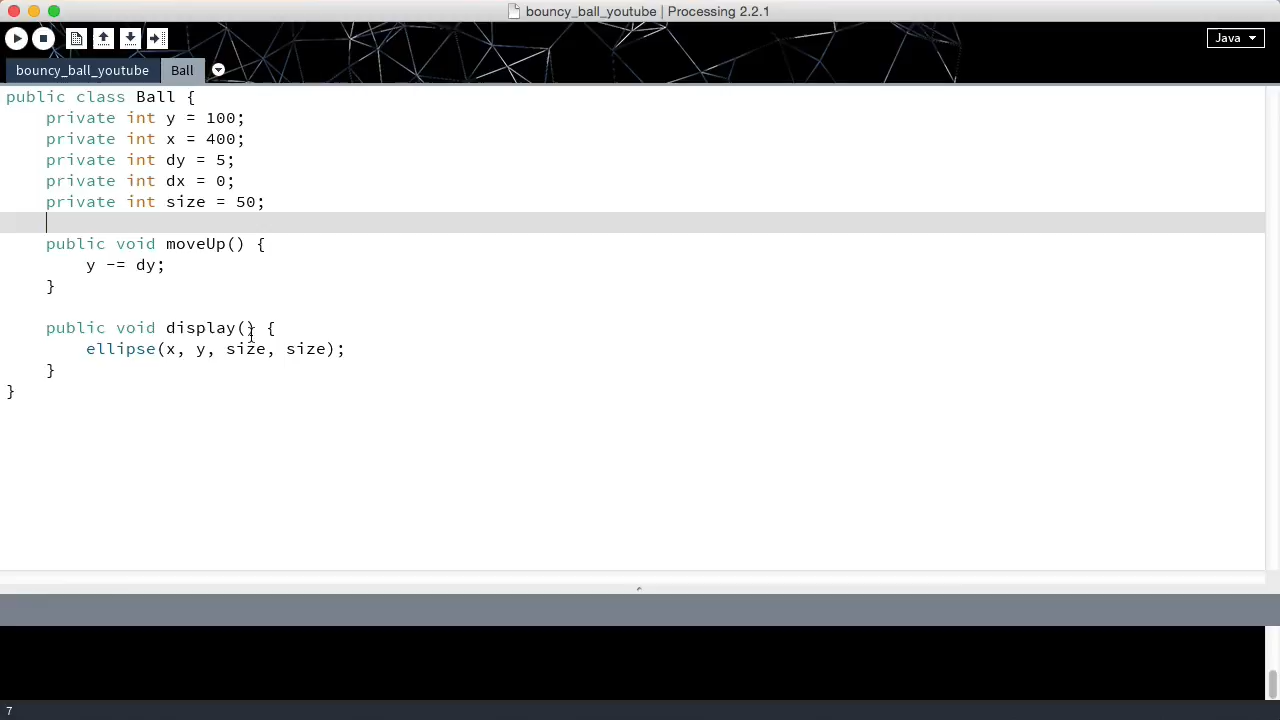 bouncy_ball_youtube | Processing 2.2.1
Java
bouncy_ball_youtube Ball
public class Ball {
    private int y = 100;
    private int x = 400;
    private int dy = 5;
    private int dx = 0;
    private int size = 50;
    public void moveUp() {
        y -= dy;
    }
    public void display() {
        ellipse(x, y, size, size);
    }
}
7